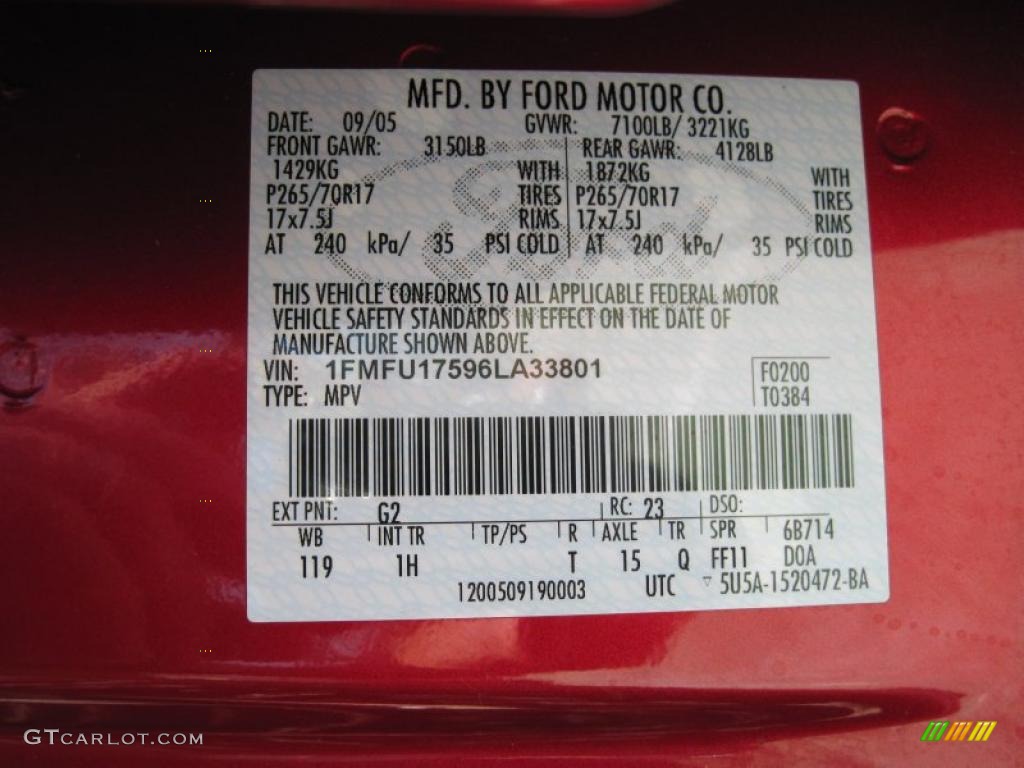 MFD. BY FORD MOTOR CO.
DATE: 09/05 GVWR: 7100LB/ 3221KG
FRONT GAWR: 3150LB REAR GAWR: 4128LB
1429KG WITH 1872KG WITH
P265/70R17 TIRES P265/70R17 TIRES
17x7.5J RIMS 17x7.5J RIMS
AT 240 kPa/ 35 PSI COLD AT 240 kPa/ 35 PSI COLD
Ford
THIS VEHICLE CONFORMS TO ALL APPLICABLE FEDERAL MOTOR
VEHICLE SAFETY STANDARDS IN EFFECT ON THE DATE OF
MANUFACTURE SHOWN ABOVE.
VIN: 1FMFU17596LA33801 F0200
TYPE: MPV T0384
EXT PNT: G2 RC: 23 DSO:
WB INT TR TP/PS R AXLE TR SPR 6B714
119 1H T 15 Q FF11 DOA
1200509190003 UTC ▽ 5U5A-1520472-BA
GTCARLOT.COM